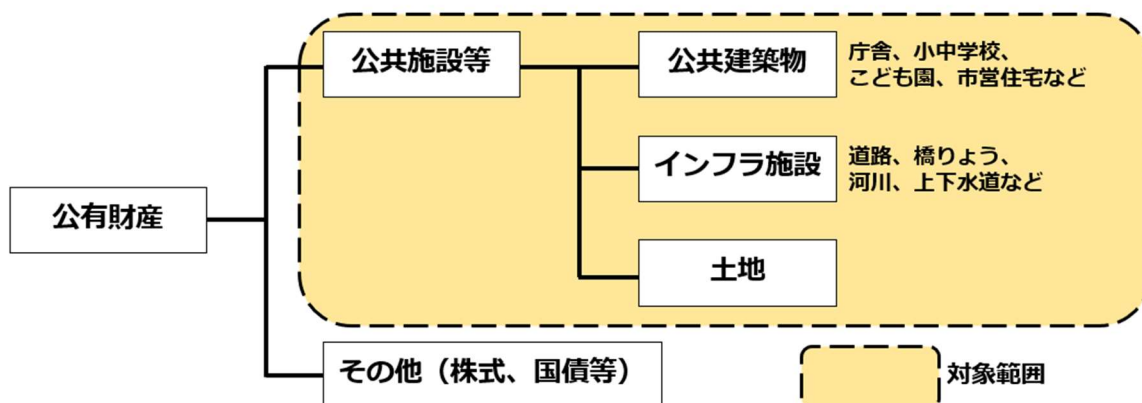 公共施設等
公共建築物
庁舎、小中学校、
こども園、市営住宅など
インフラ施設
道路、橋りょう、
河川、上下水道など
公有財産
土地
その他（株式、国債等）
対象範囲